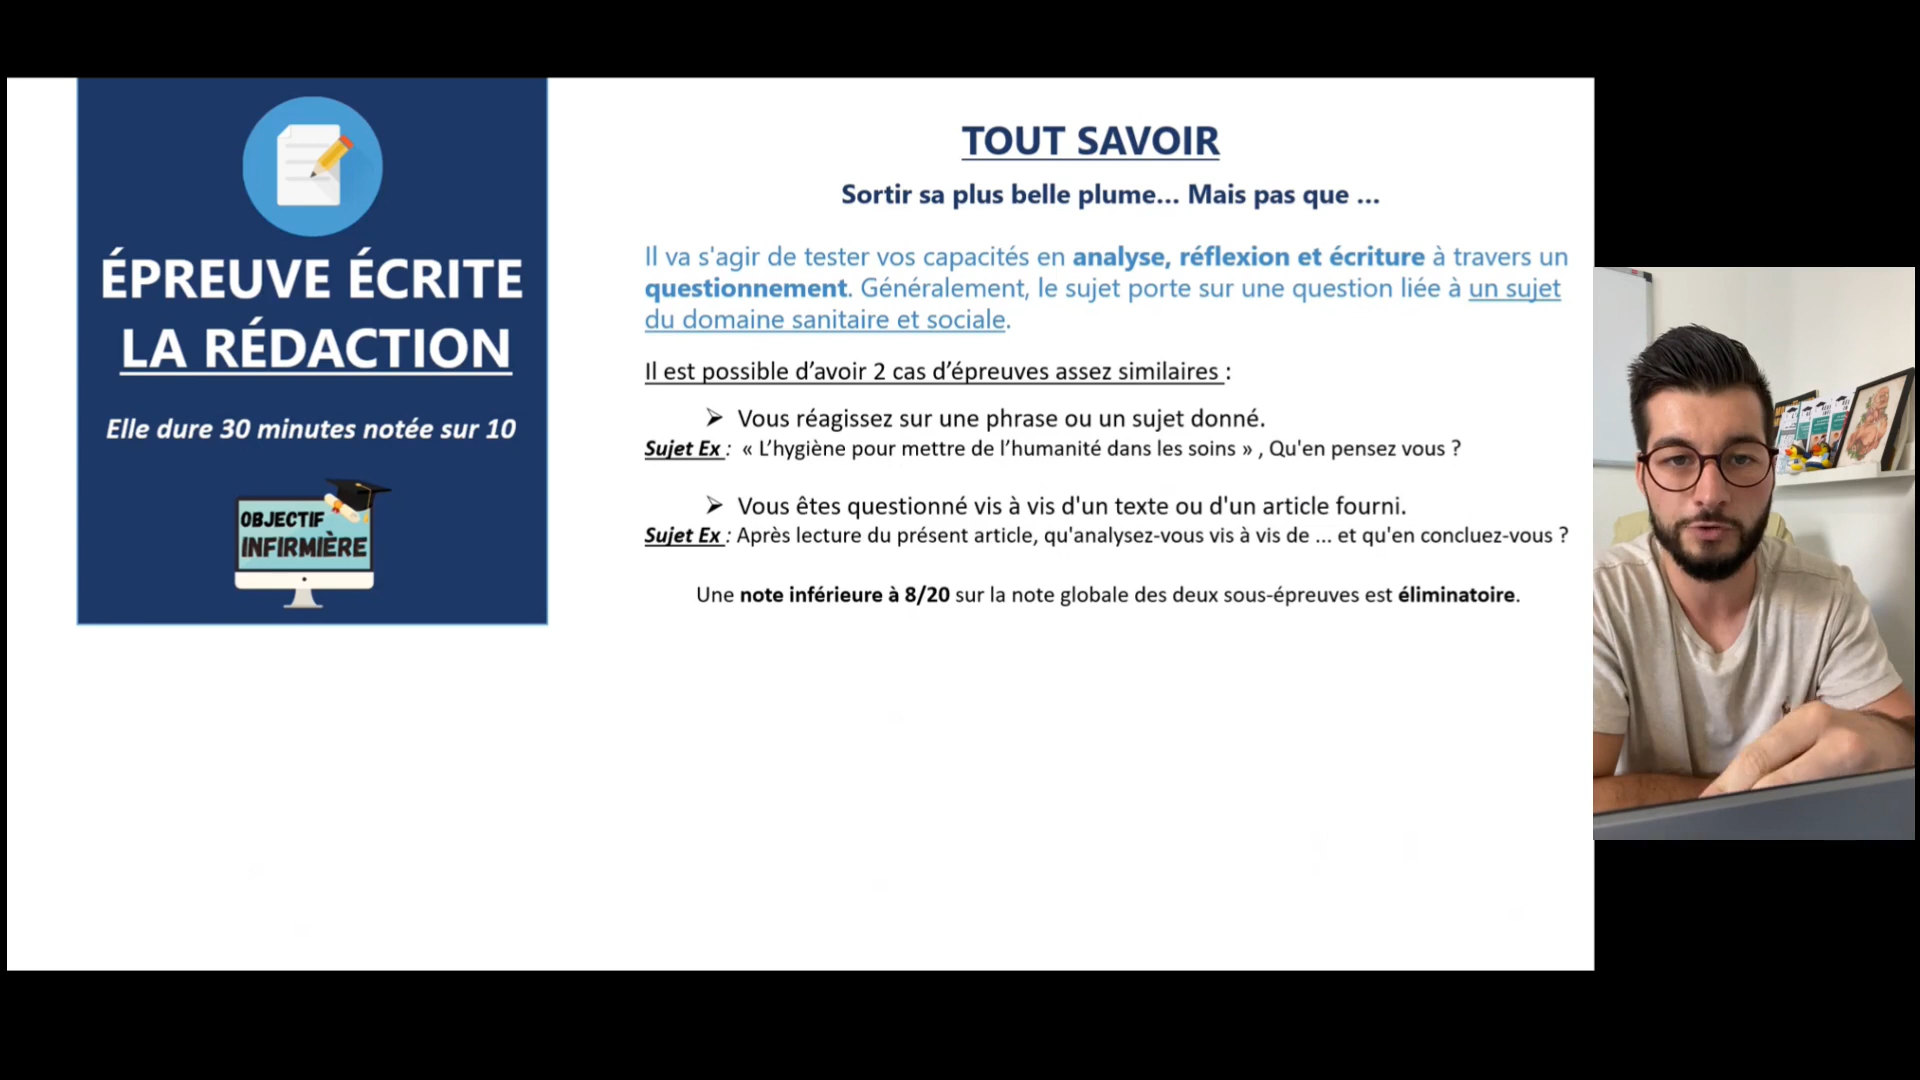 ÉPREUVE ÉCRITE
LA RÉDACTION
Elle dure 30 minutes notée sur 10
OBJECTIF
INFIRMIÈRE
TOUT SAVOIR
Sortir sa plus belle plume... Mais pas que ...
Il va s'agir de tester vos capacités en analyse, réflexion et écriture à travers un
questionnement. Généralement, le sujet porte sur une question liée à un sujet
du domaine sanitaire et sociale.
Il est possible d’avoir 2 cas d’épreuves assez similaires :
➢ Vous réagissez sur une phrase ou un sujet donné.
Sujet Ex : « L’hygiène pour mettre de l’humanité dans les soins » , Qu'en pensez vous ?
➢ Vous êtes questionné vis à vis d'un texte ou d'un article fourni.
Sujet Ex : Après lecture du présent article, qu'analysez-vous vis à vis de ... et qu'en concluez-vous ?
Une note inférieure à 8/20 sur la note globale des deux sous-épreuves est éliminatoire.